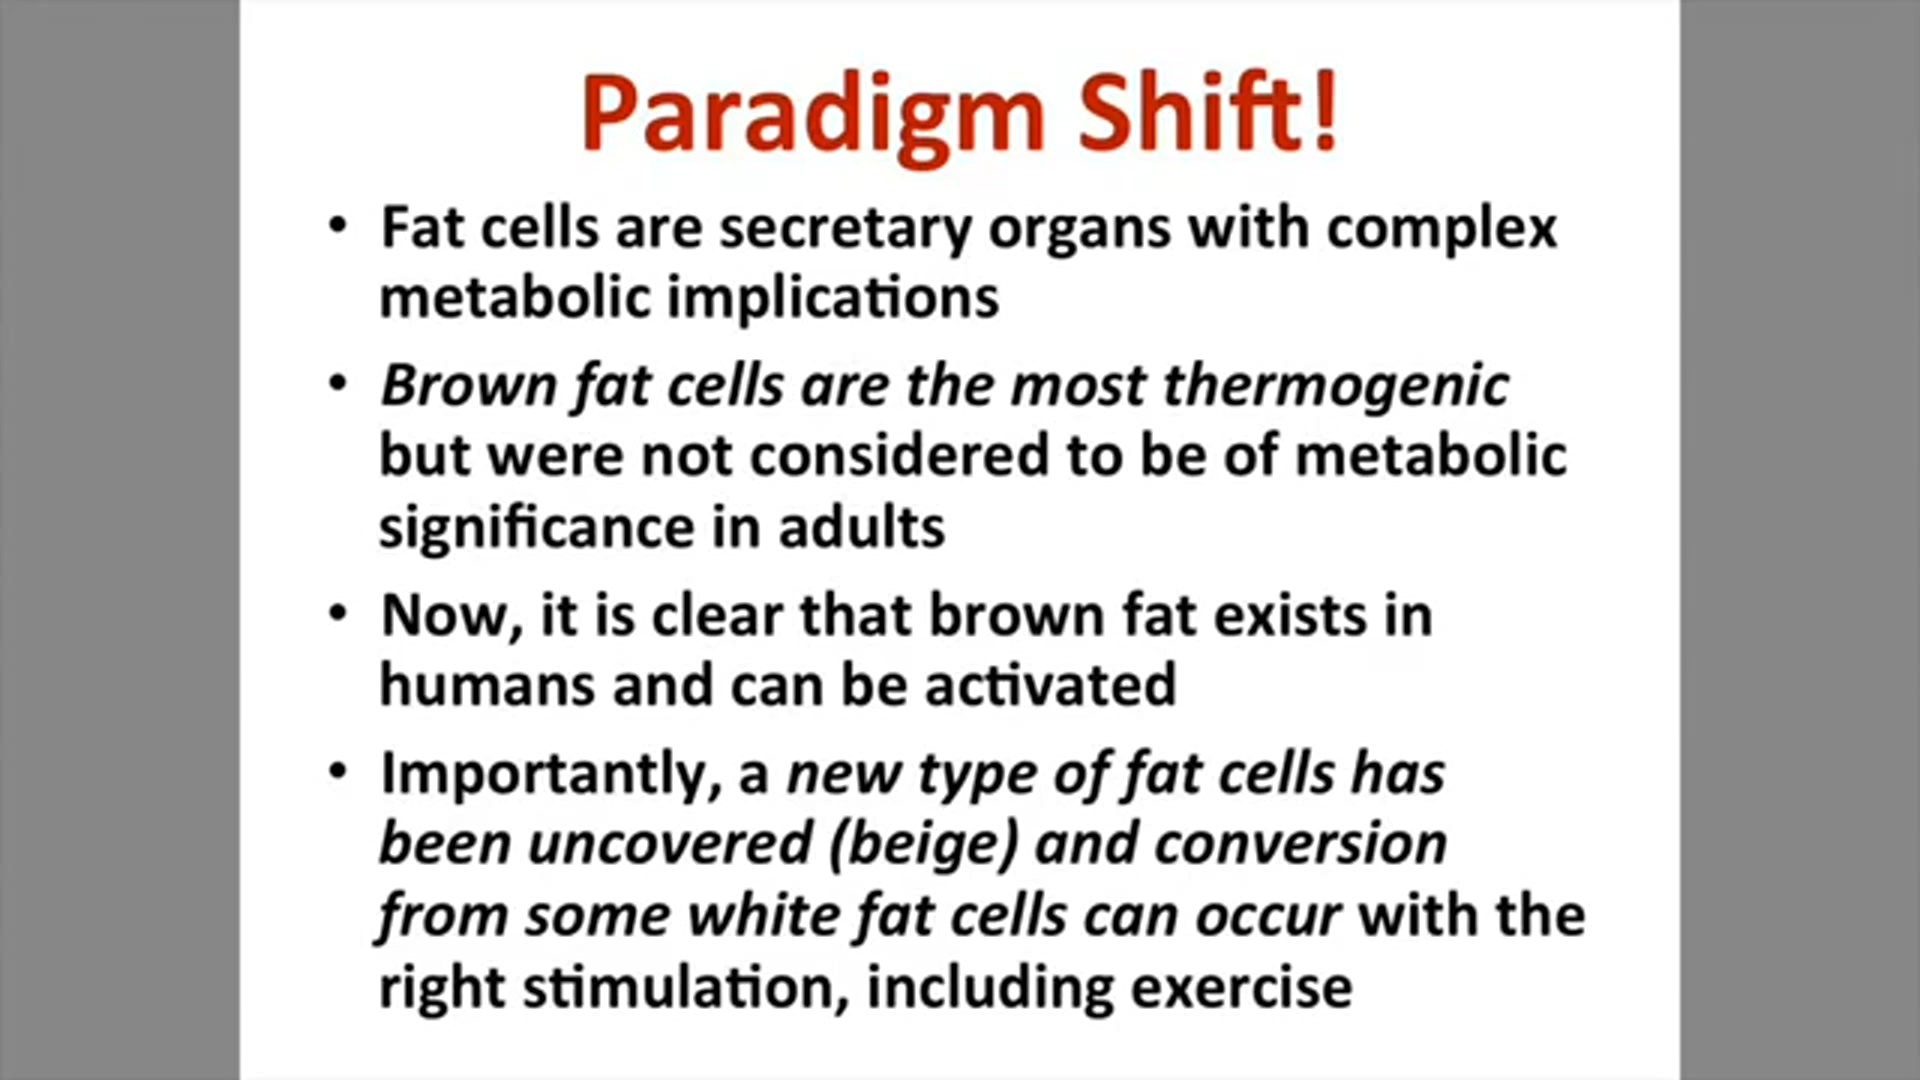 Paradigm Shift!
• Fat cells are secretary organs with complex
metabolic implications
• Brown fat cells are the most thermogenic
but were not considered to be of metabolic
significance in adults
• Now, it is clear that brown fat exists in
humans and can be activated
• Importantly, a new type of fat cells has
been uncovered (beige) and conversion
from some white fat cells can occur with the
right stimulation, including exercise